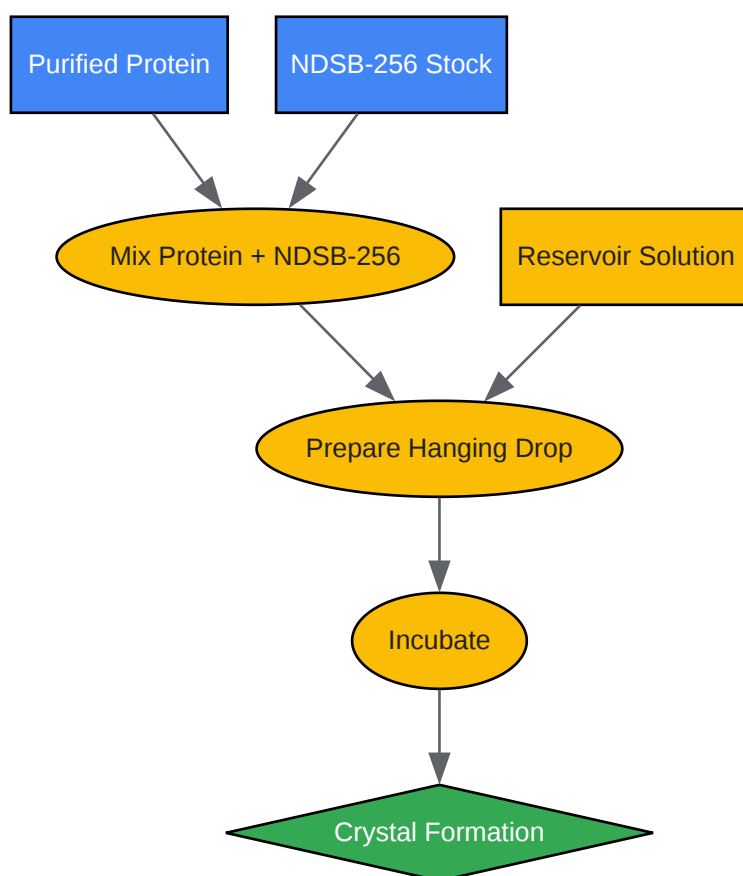 Purified Protein
NDSB-256 Stock
Mix Protein + NDSB-256
Reservoir Solution
Prepare Hanging Drop
Incubate
Crystal Formation